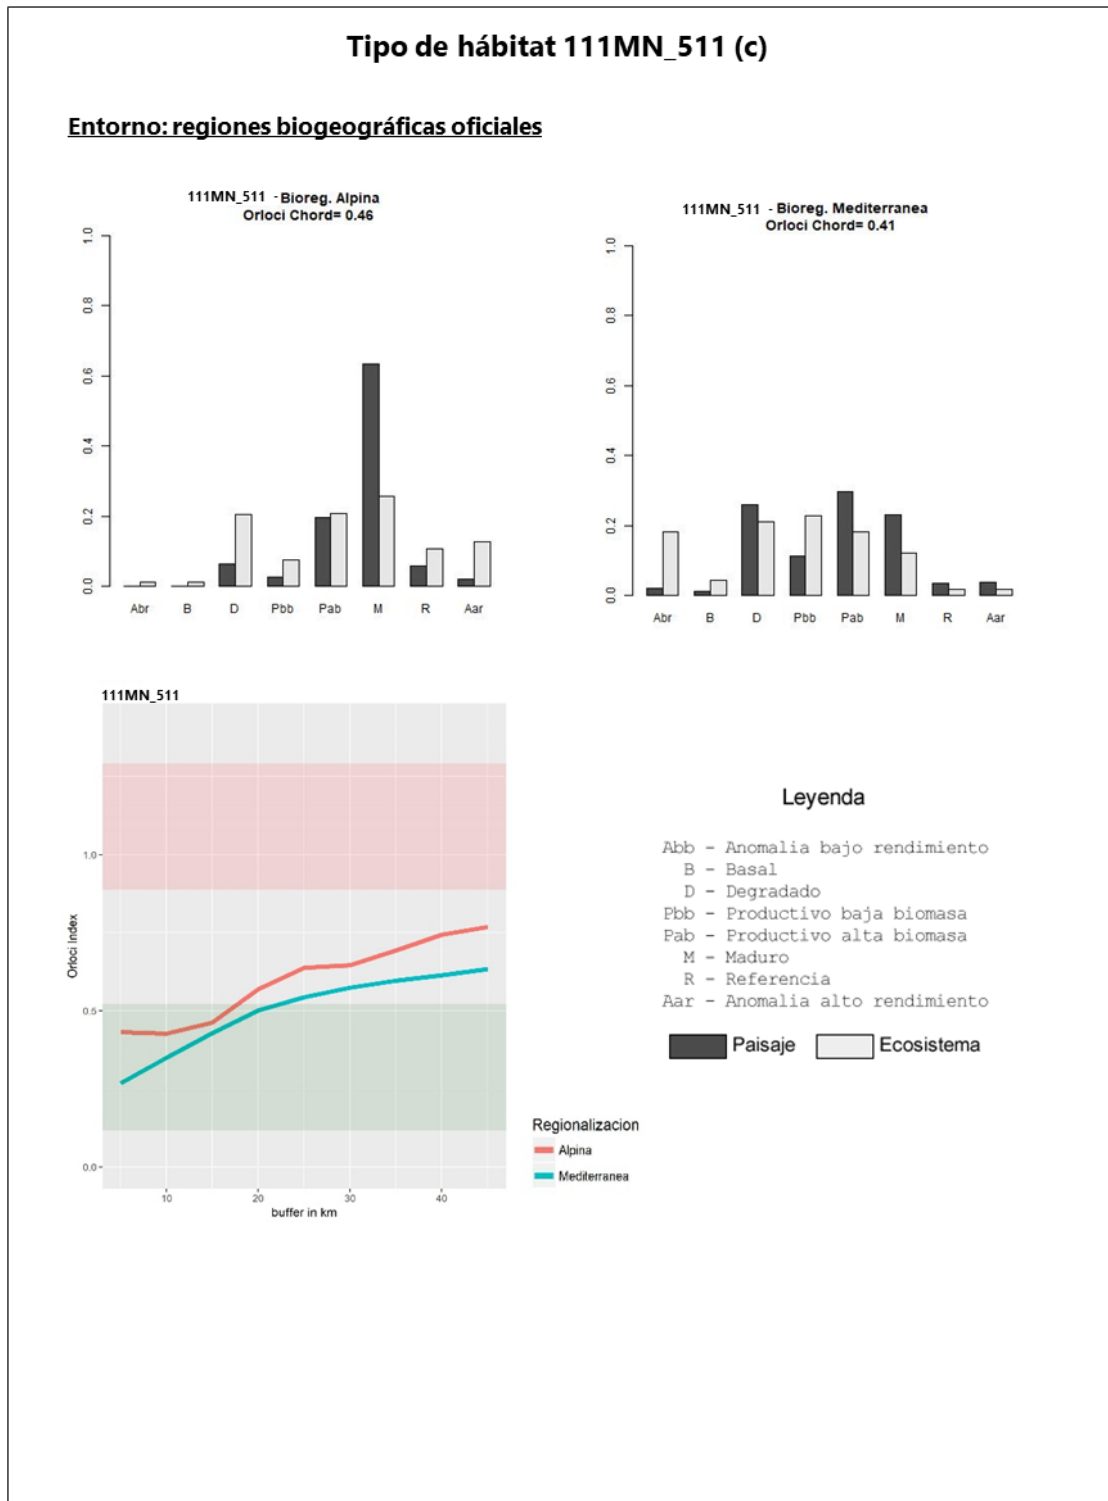 Tipo de hábitat 111MN_511 (c)
Entorno: regiones biogeográficas oficiales
111MN_511 - Bioreg. Alpina
Orloci Chord= 0.46
1.0
0.8
0.6
0.4
0.2
0.0
Abr B D Pbb Pab M R Aar
111MN_511 - Bioreg. Mediterranea
Orloci Chord= 0.41
1.0
0.8
0.6
0.4
0.2
0.0
Abr B D Pbb Pab M R Aar
111MN_511
Orloci Index
1.0
0.5
0.0
10 20 30 40
buffer in km
Regionalizacion
Alpina
Mediterranea
Leyenda
Abb - Anomalia bajo rendimiento
B - Basal
D - Degradado
Pbb - Productivo baja biomasa
Pab - Productivo alta biomasa
M - Maduro
R - Referencia
Aar - Anomalia alto rendimiento
Paisaje Ecosistema